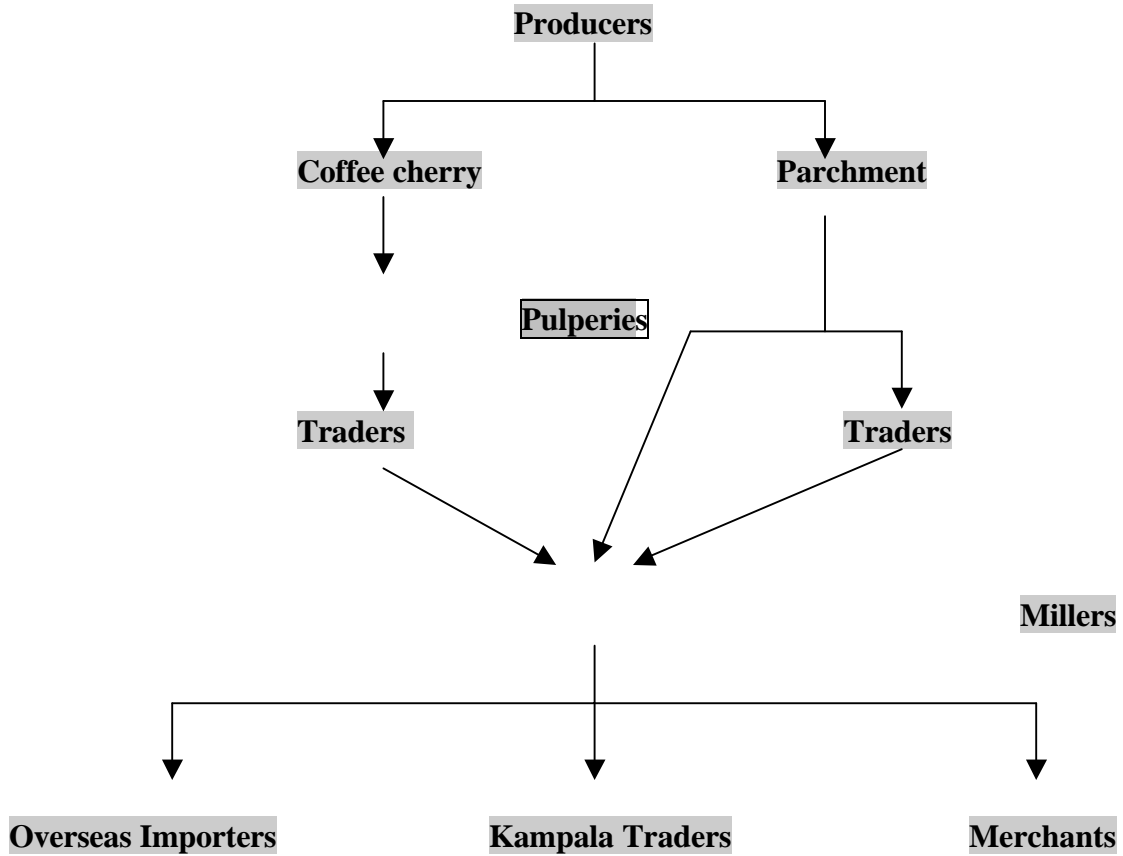 Producers
Coffee cherry Parchment
Pulperies
Traders Traders
Millers
Overseas Importers Kampala Traders Merchants